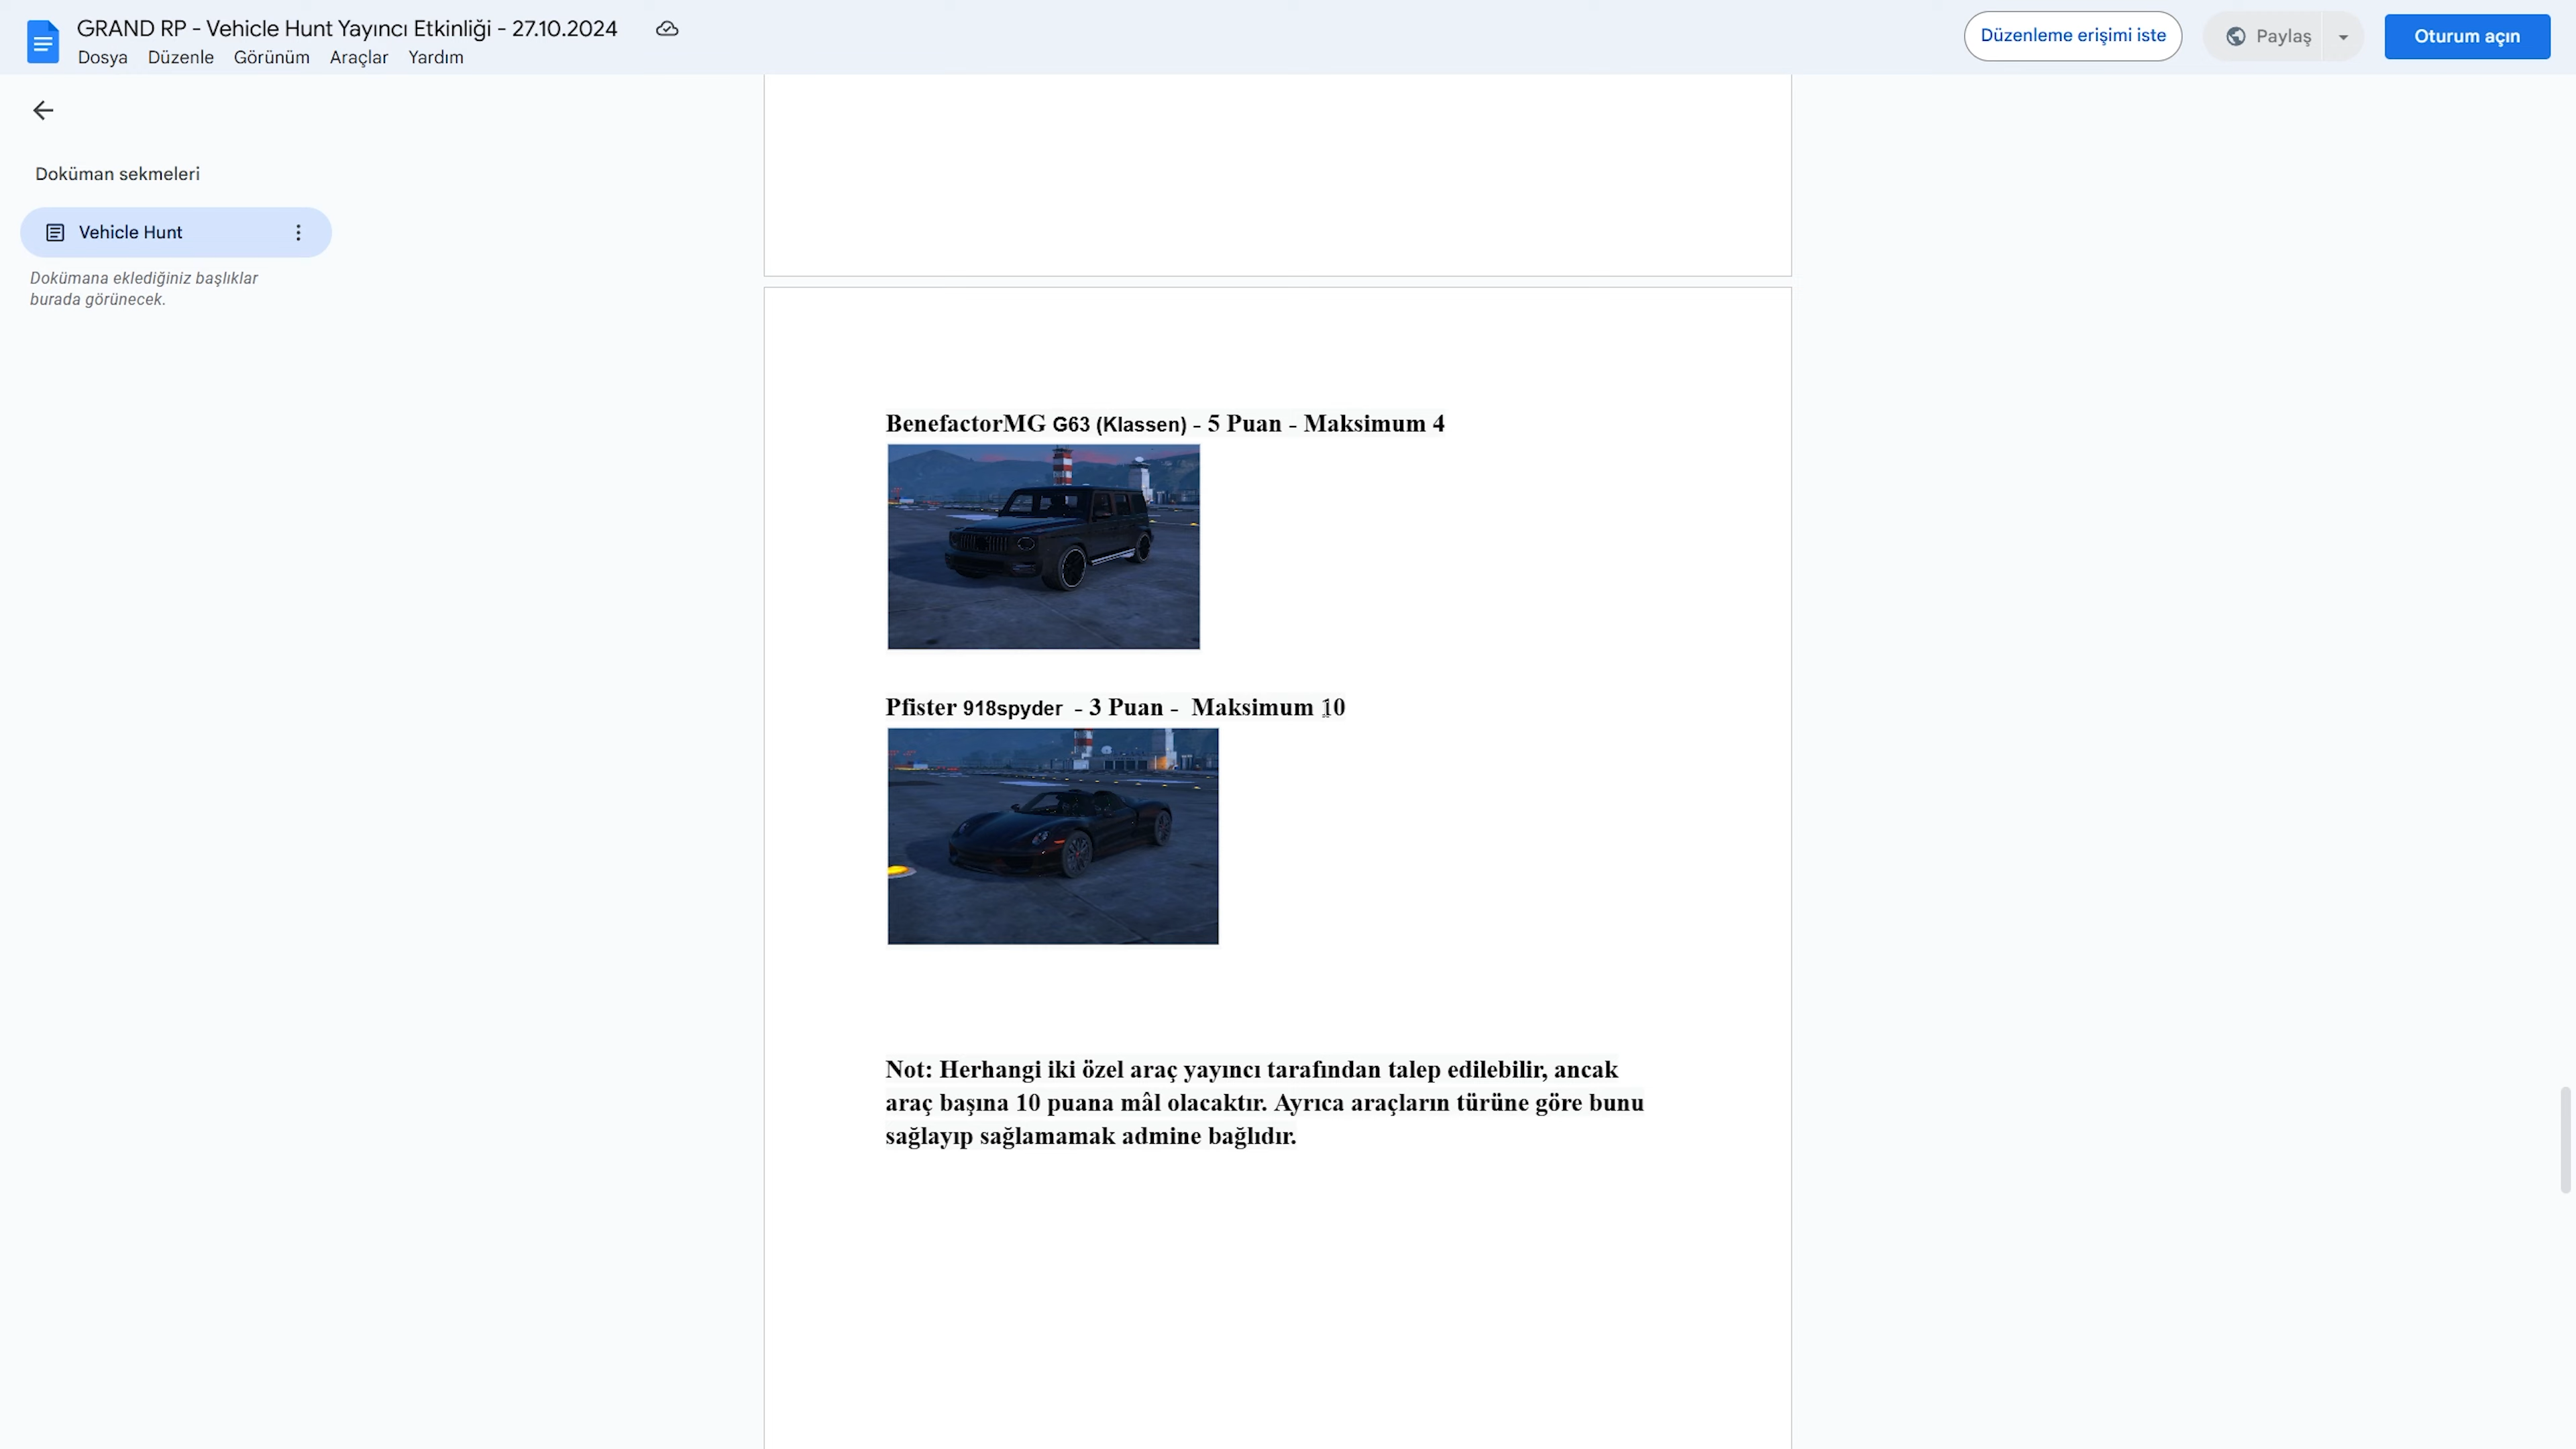 GRAND RP - Vehicle Hunt Yayıncı Etkinliği - 27.10.2024
Dosya Düzenle Görünüm Araçlar Yardım
Düzenleme erişimi iste
Paylaş
Oturum açın
Doküman sekmeleri
Vehicle Hunt
Dokümana eklediğiniz başlıklar
burada görünecek.
BenefactorMG G63 (Klassen) - 5 Puan - Maksimum 4
Pfister 918spyder - 3 Puan - Maksimum 10
Not: Herhangi iki özel araç yayıncı tarafından talep edilebilir, ancak
araç başına 10 puana mâl olacaktır. Ayrıca araçların türüne göre bunu
sağlayıp sağlamamak admine bağlıdır.